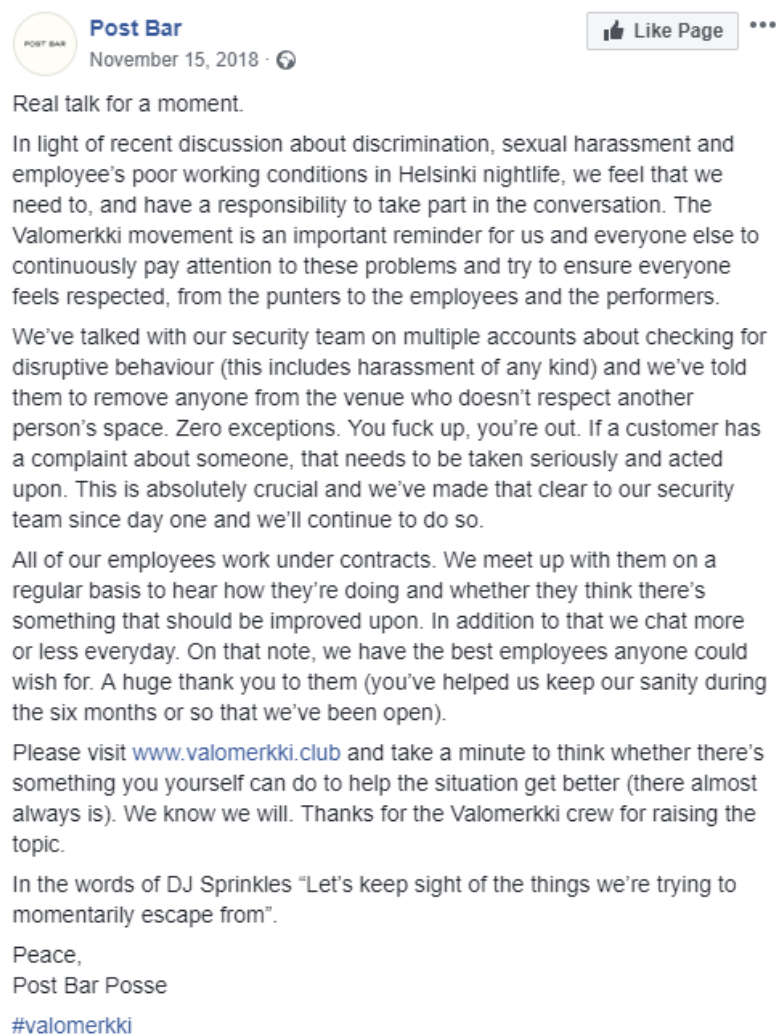 POST BAR
Post Bar
November 15, 2018 ·
Like Page
Real talk for a moment.
In light of recent discussion about discrimination, sexual harassment and
employee's poor working conditions in Helsinki nightlife, we feel that we
need to, and have a responsibility to take part in the conversation. The
Valomerkki movement is an important reminder for us and everyone else to
continuously pay attention to these problems and try to ensure everyone
feels respected, from the punters to the employees and the performers.
We've talked with our security team on multiple accounts about checking for
disruptive behaviour (this includes harassment of any kind) and we've told
them to remove anyone from the venue who doesn't respect another
person's space. Zero exceptions. You fuck up, you're out. If a customer has
a complaint about someone, that needs to be taken seriously and acted
upon. This is absolutely crucial and we've made that clear to our security
team since day one and we'll continue to do so.
All of our employees work under contracts. We meet up with them on a
regular basis to hear how they're doing and whether they think there's
something that should be improved upon. In addition to that we chat more
or less everyday. On that note, we have the best employees anyone could
wish for. A huge thank you to them (you've helped us keep our sanity during
the six months or so that we've been open).
Please visit www.valomerkki.club and take a minute to think whether there's
something you yourself can do to help the situation get better (there almost
always is). We know we will. Thanks for the Valomerkki crew for raising the
topic.
In the words of DJ Sprinkles “Let's keep sight of the things we're trying to
momentarily escape from”.
Peace,
Post Bar Posse
#valomerkki